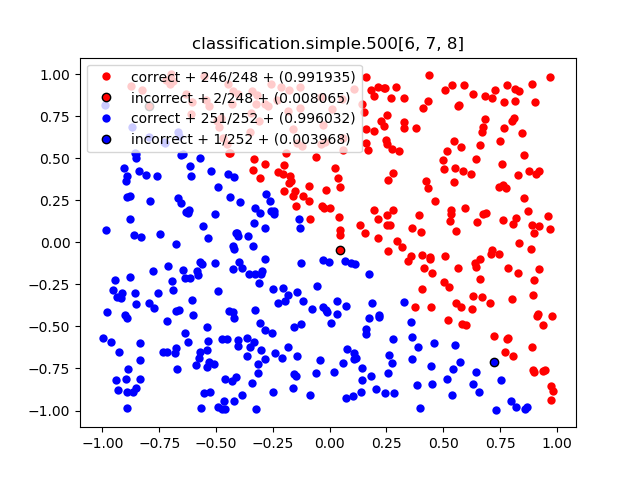 classification.simple.500[6, 7, 8]
correct + 246/248 + (0.991935)
incorrect + 2/248 + (0.008065)
correct + 251/252 + (0.996032)
incorrect + 1/252 + (0.003968)
1.00
0.75
0.50
0.25
0.00
−0.25
−0.50
−0.75
−1.00
−1.00 −0.75 −0.50 −0.25 0.00 0.25 0.50 0.75 1.00